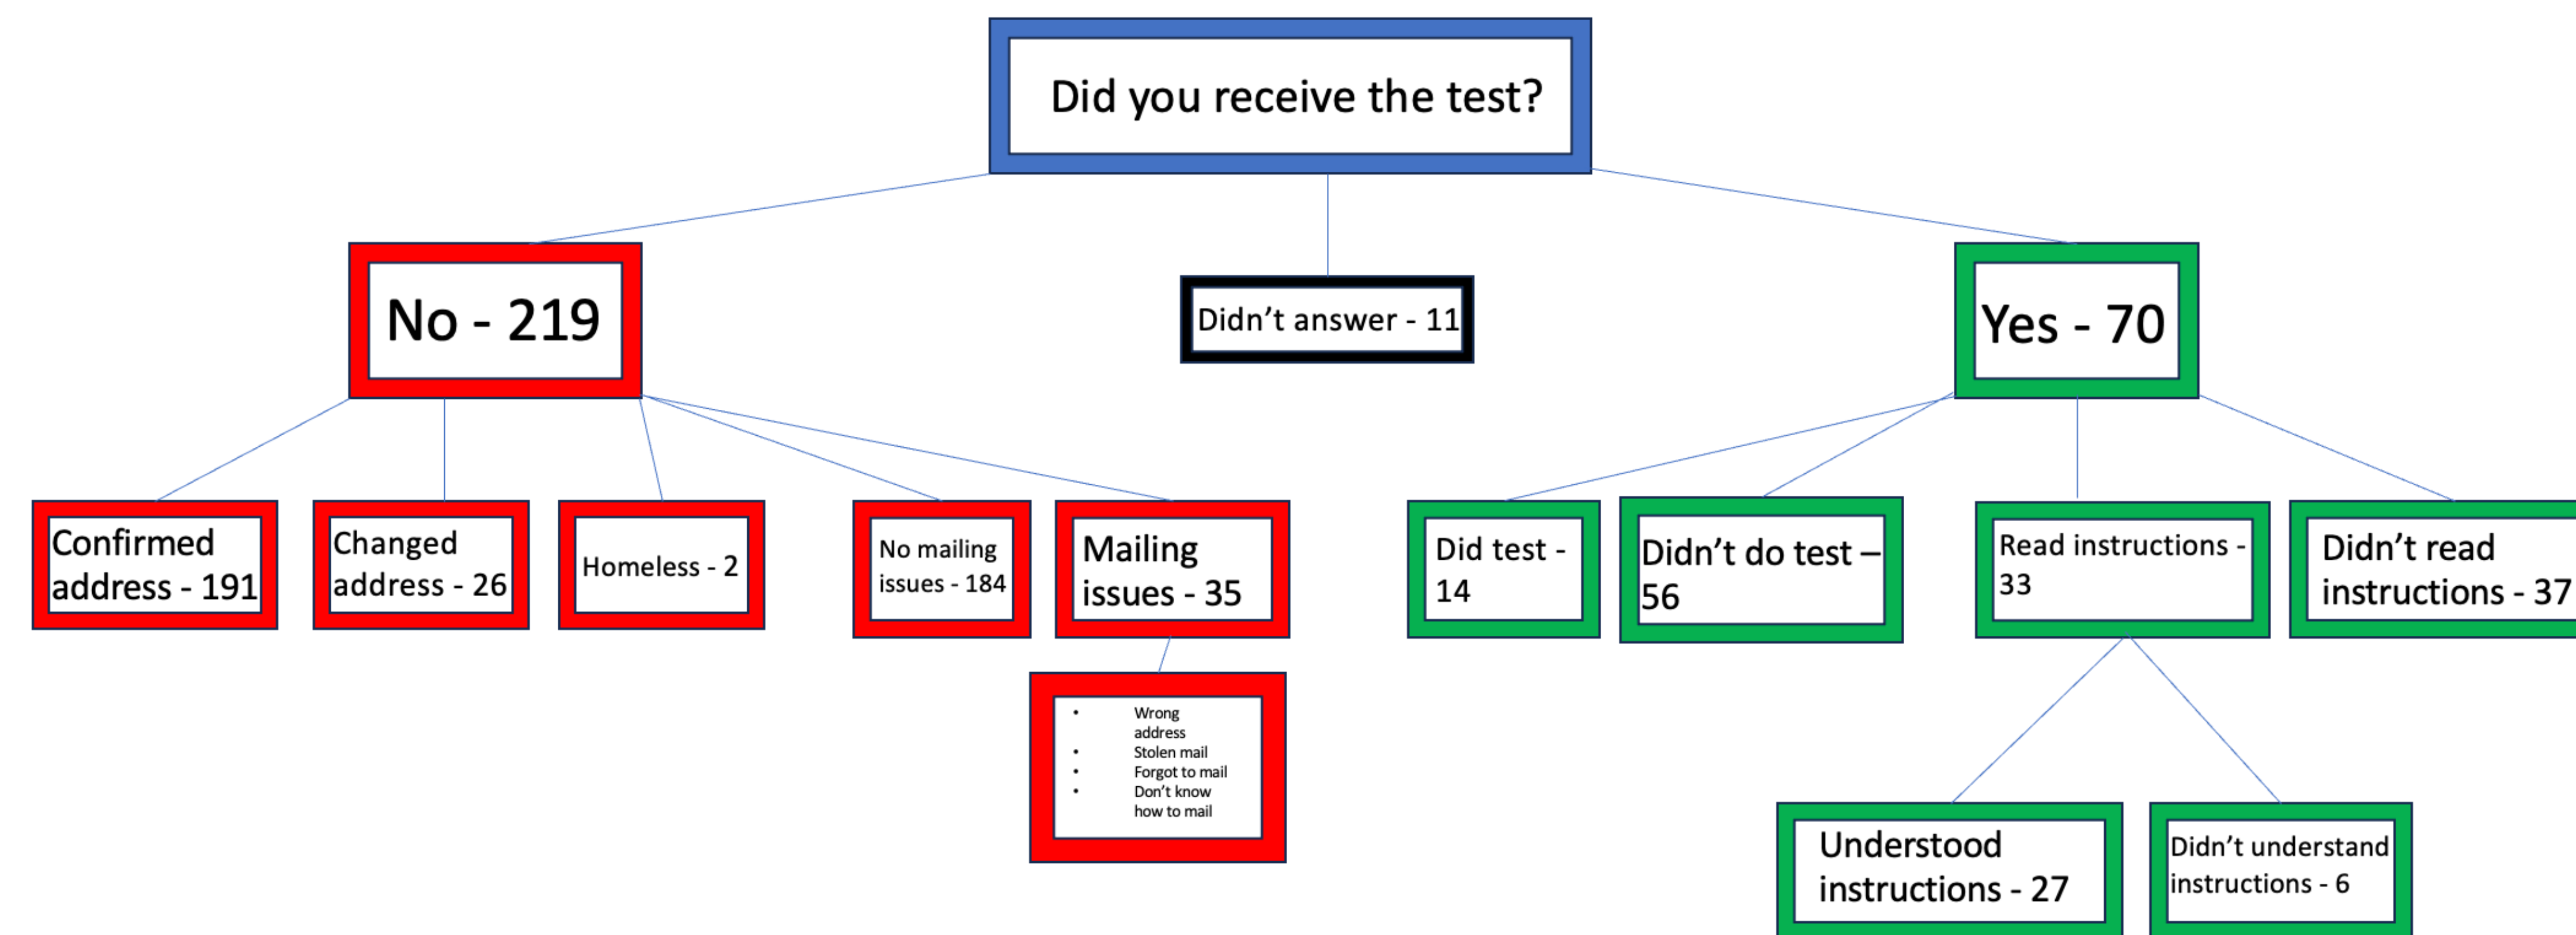 Did you receive the test?
No - 219
Didn't answer - 11
Yes - 70
Confirmed
address - 191
Changed
address - 26
Homeless - 2
No mailing
issues - 184
Mailing
issues - 35
Did test -
14
Didn't do test –
56
Read instructions -
33
Didn't read
instructions - 37
• Wrong
address
• Stolen mail
• Forgot to mail
• Don't know
how to mail
Understood
instructions - 27
Didn't understand
instructions - 6